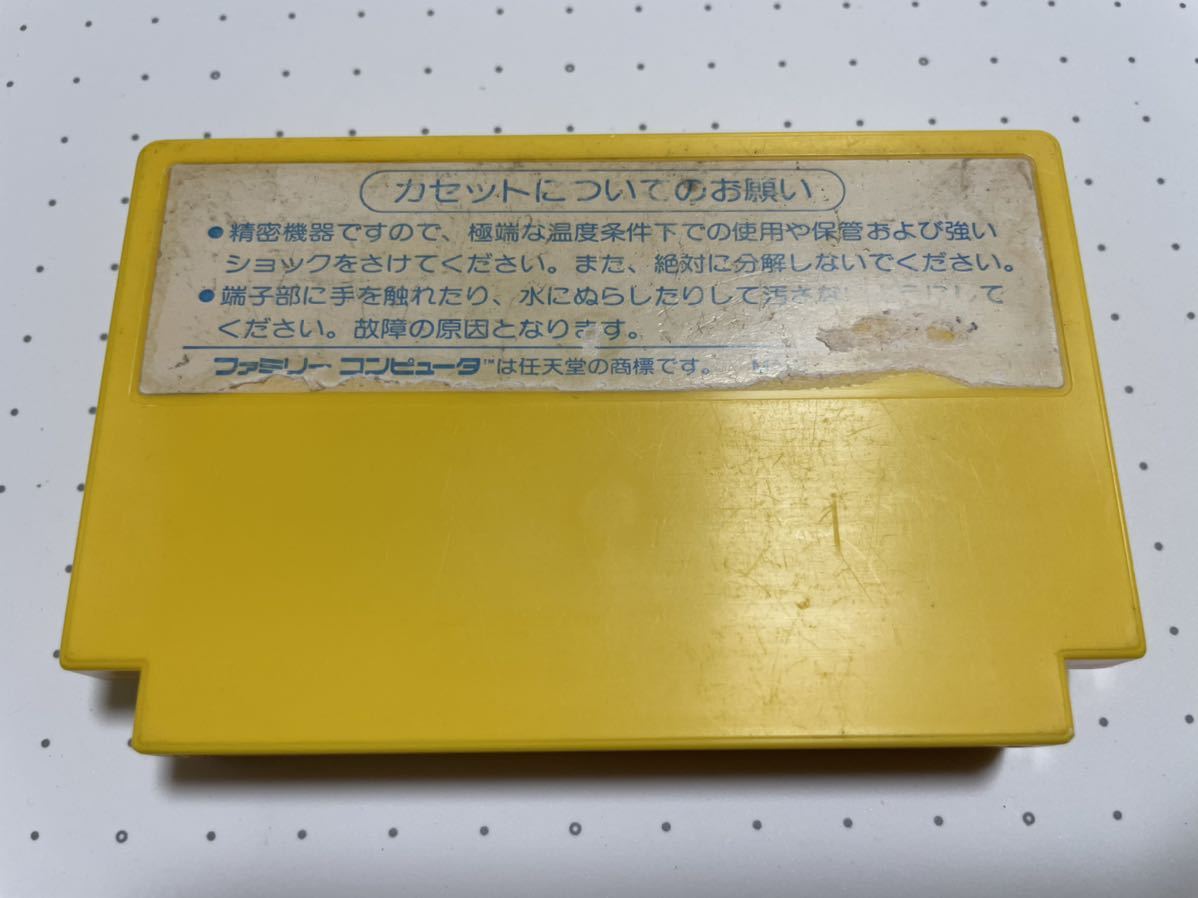 カセットについてのお願い
●精密機器ですので、極端な温度条件下での使用や保管および強い
ショックをさけてください。また、絶対に分解しないでください。
●端子部に手を触れたり、水にぬらしたりして汚さな
て
ください。故障の原因となります。
ファミリー コンピュータ™は任天堂の商標です。